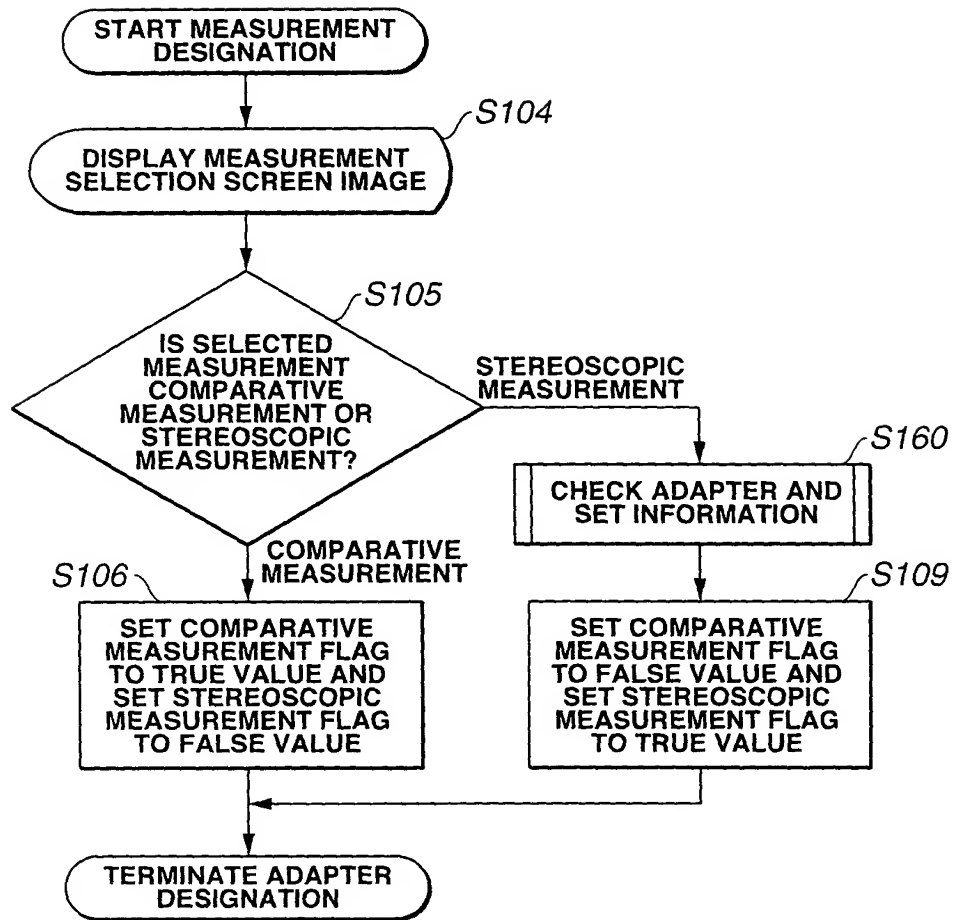 START MEASUREMENT
DESIGNATION
S104
DISPLAY MEASUREMENT
SELECTION SCREEN IMAGE
S105
IS SELECTED
MEASUREMENT
COMPARATIVE
MEASUREMENT OR
STEREOSCOPIC
MEASUREMENT?
STEREOSCOPIC
MEASUREMENT
S160
CHECK ADAPTER AND
SET INFORMATION
COMPARATIVE
MEASUREMENT
S106
SET COMPARATIVE
MEASUREMENT FLAG
TO TRUE VALUE AND
SET STEREOSCOPIC
MEASUREMENT FLAG
TO FALSE VALUE
S109
SET COMPARATIVE
MEASUREMENT FLAG
TO FALSE VALUE AND
SET STEREOSCOPIC
MEASUREMENT FLAG
TO TRUE VALUE
TERMINATE ADAPTER
DESIGNATION